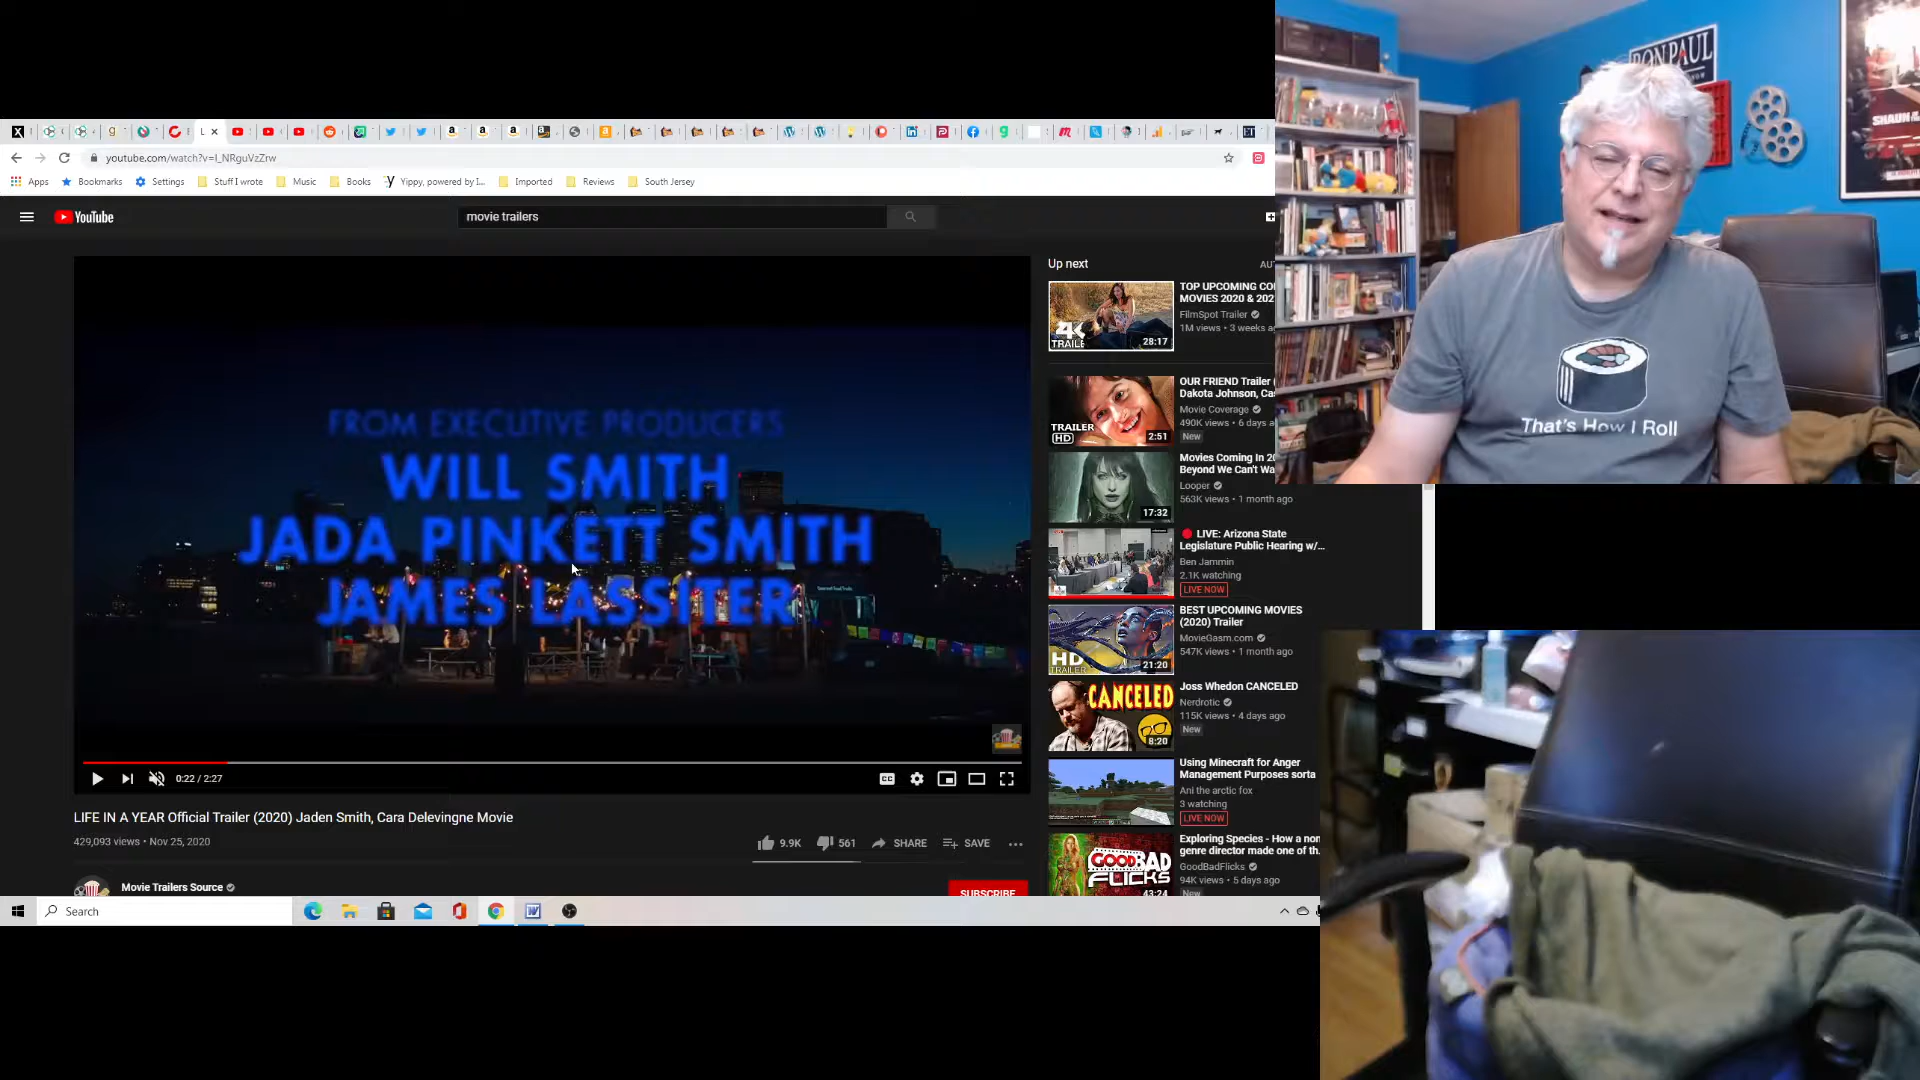 youtube.com/watch?v=I_NRguVzZrw
Apps
Bookmarks
Settings
Stuff I wrote
Music
Books
Yippy, powered by I...
Imported
Reviews
South Jersey
YouTube
movie trailers
FROM EXECUTIVE PRODUCERS
WILL SMITH
JADA PINKETT SMITH
JAMES LASSITER
0:22 / 2:27
LIFE IN A YEAR Official Trailer (2020) Jaden Smith, Cara Delevingne Movie
429,093 views • Nov 25, 2020
9.9K
561
SHARE
SAVE
Movie Trailers Source
SUBSCRIBE
Up next
4K
TRAILE
28:17
TOP UPCOMING CO
MOVIES 2020 & 202
FilmSpot Trailer
1M views • 3 weeks a
TRAILER
HD
2:51
OUR FRIEND Trailer
Dakota Johnson, Cas
Movie Coverage
490K views • 6 days a
New
17:32
Movies Coming In 20
Beyond We Can't Wa
Looper
563K views • 1 month ago
LIVE: Arizona State
Legislature Public Hearing w/...
Ben Jammin
2.1K watching
LIVE NOW
HD
TRAILER
21:20
BEST UPCOMING MOVIES
(2020) Trailer
MovieGasm.com
547K views • 1 month ago
CANCELED
8:20
Joss Whedon CANCELED
Nerdrotic
115K views • 4 days ago
New
Using Minecraft for Anger
Management Purposes sorta
Ani the arctic fox
3 watching
LIVE NOW
GOOD BAD
FLICKS
43:24
Exploring Species - How a non
genre director made one of th..
GoodBadFlicks
94K views • 5 days ago
New
Search
RON PAUL
SHAUN
That's How I Roll